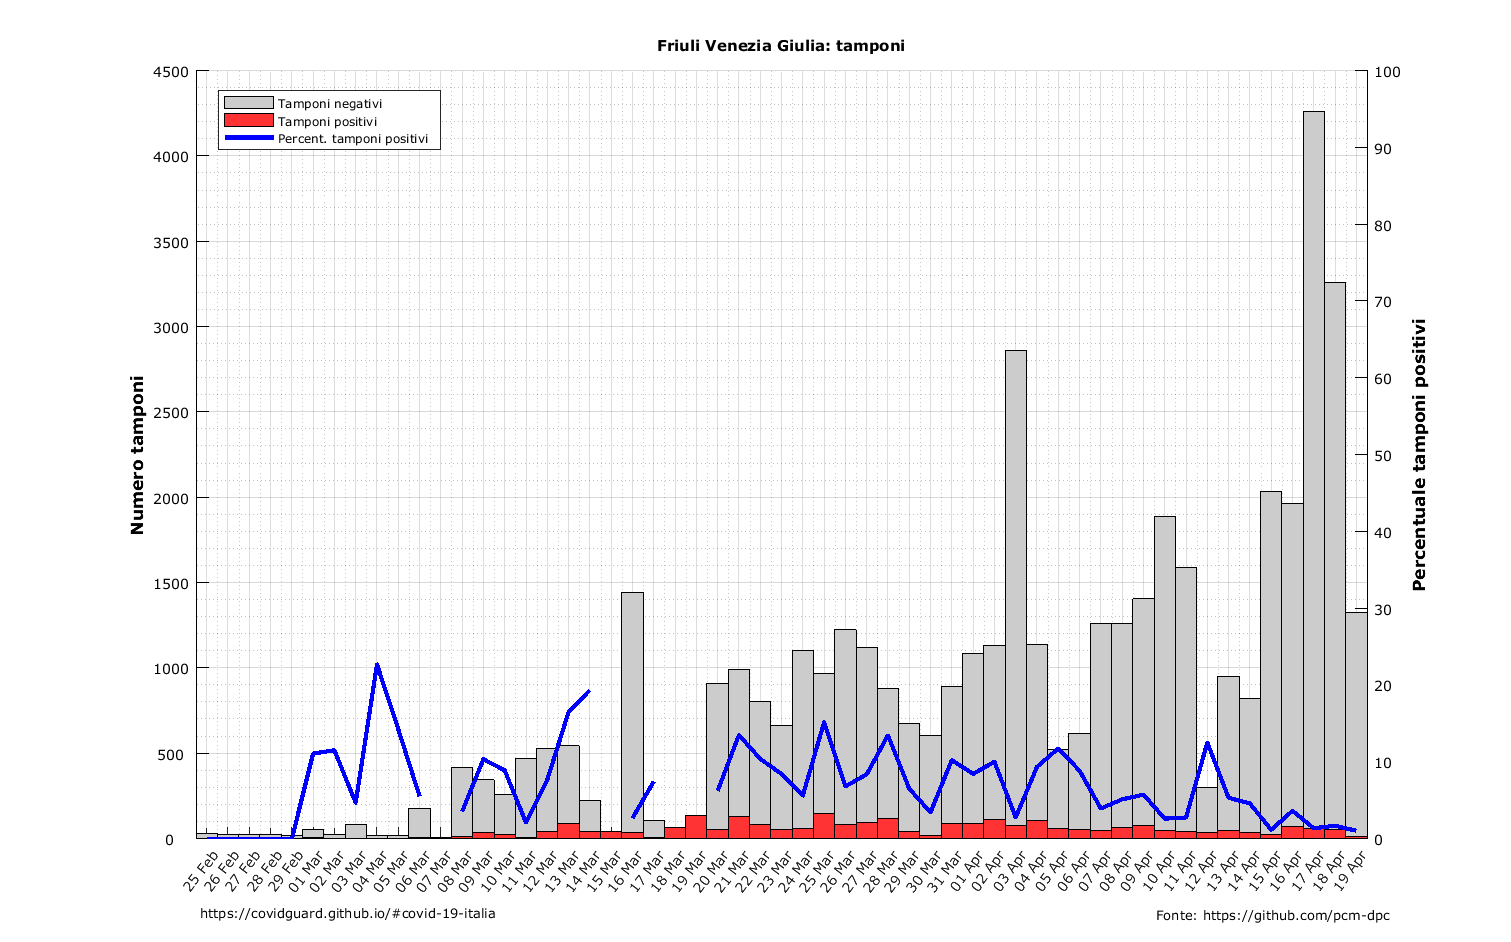 Friuli Venezia Giulia: tamponi
Tamponi negativi
Tamponi positivi
Percent. tamponi positivi
Numero tamponi
4500
4000
3500
3000
2500
2000
1500
1000
500
0
100
90
80
70
60
50
40
30
20
10
0
Percentuale tamponi positivi
25 Feb
26 Feb
27 Feb
28 Feb
29 Feb
01 Mar
02 Mar
03 Mar
04 Mar
05 Mar
06 Mar
07 Mar
08 Mar
09 Mar
10 Mar
11 Mar
12 Mar
13 Mar
14 Mar
15 Mar
16 Mar
17 Mar
18 Mar
19 Mar
20 Mar
21 Mar
22 Mar
23 Mar
24 Mar
25 Mar
26 Mar
27 Mar
28 Mar
29 Mar
30 Mar
31 Mar
01 Apr
02 Apr
03 Apr
04 Apr
05 Apr
06 Apr
07 Apr
08 Apr
09 Apr
10 Apr
11 Apr
12 Apr
13 Apr
14 Apr
15 Apr
16 Apr
17 Apr
18 Apr
19 Apr
https://covidguard.github.io/#covid-19-italia
Fonte: https://github.com/pcm-dpc